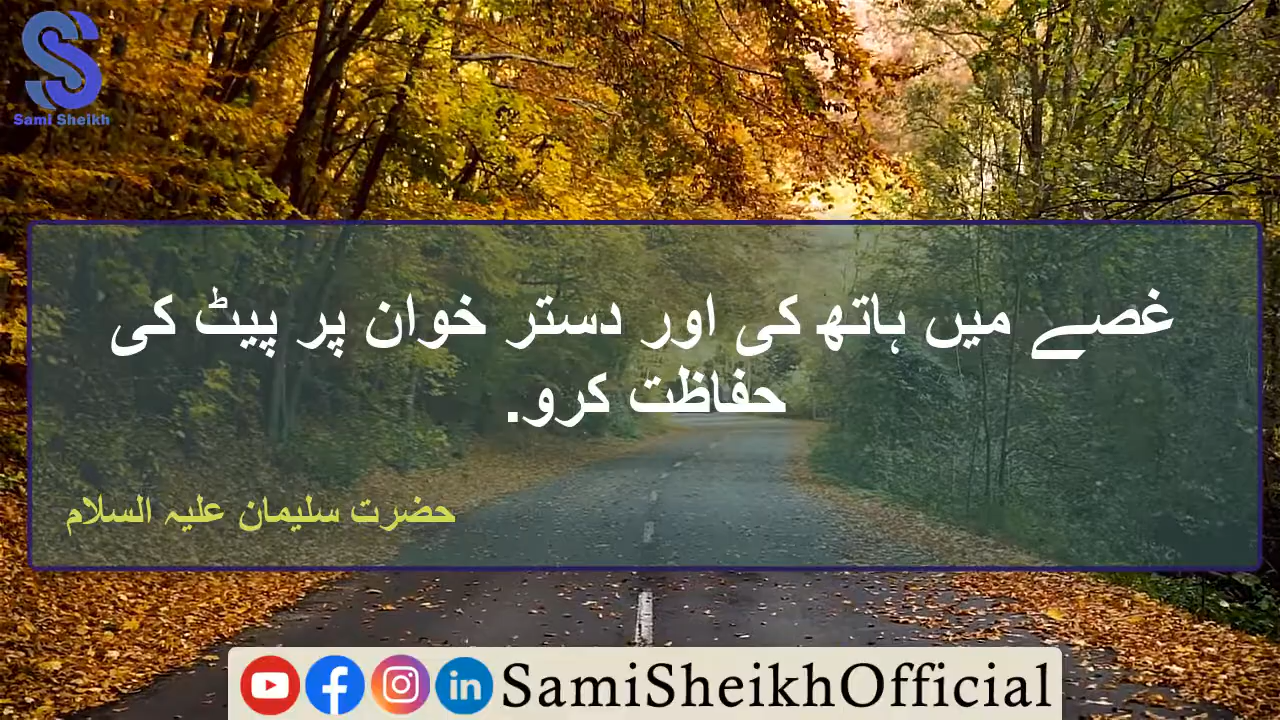 Sami Sheikh
غصے میں ہاتھ کی اور دستر خوان پر پیٹ کی
حفاظت کرو.
حضرت سلیمان علیہ السلام
SamiSheikhOfficial